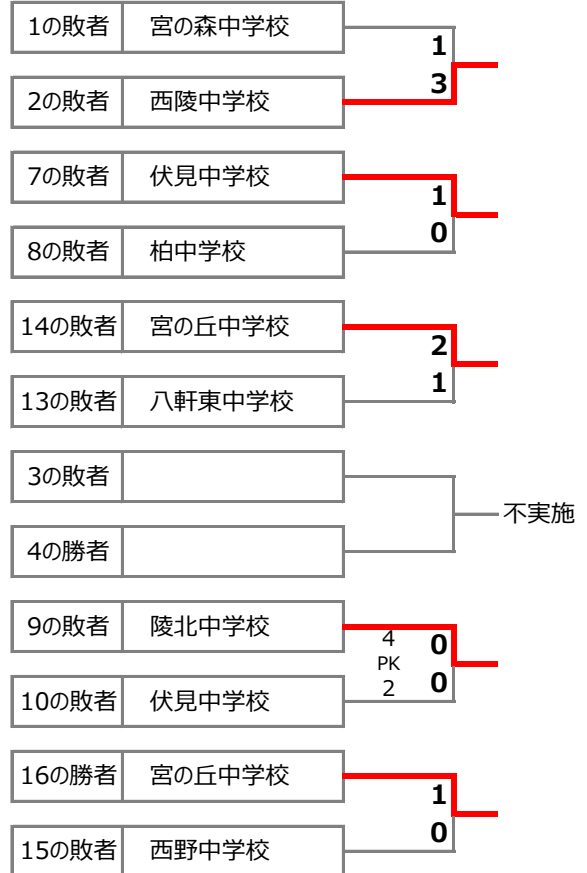 1の敗者 宮の森中学校
1
3
2の敗者 西陵中学校
7の敗者 伏見中学校
1
0
8の敗者 柏中学校
14の敗者 宮の丘中学校
2
1
13の敗者 八軒東中学校
3の敗者
不実施
4の勝者
9の敗者 陵北中学校
4 0
PK
2 0
10の敗者 伏見中学校
16の勝者 宮の丘中学校
1
0
15の敗者 西野中学校